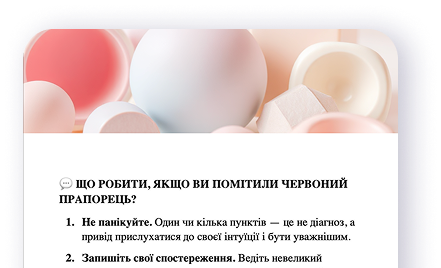 💬 ЩО РОБИТИ, ЯКЩО ВИ ПОМІТИЛИ ЧЕРВОНИЙ
ПРАПОРЕЦЬ?
1. Не панікуйте. Один чи кілька пунктів — це не діагноз, а
привід прислухатися до своєї інтуїції і бути уважнішим.
2. Запишіть свої спостереження. Ведіть невеликий